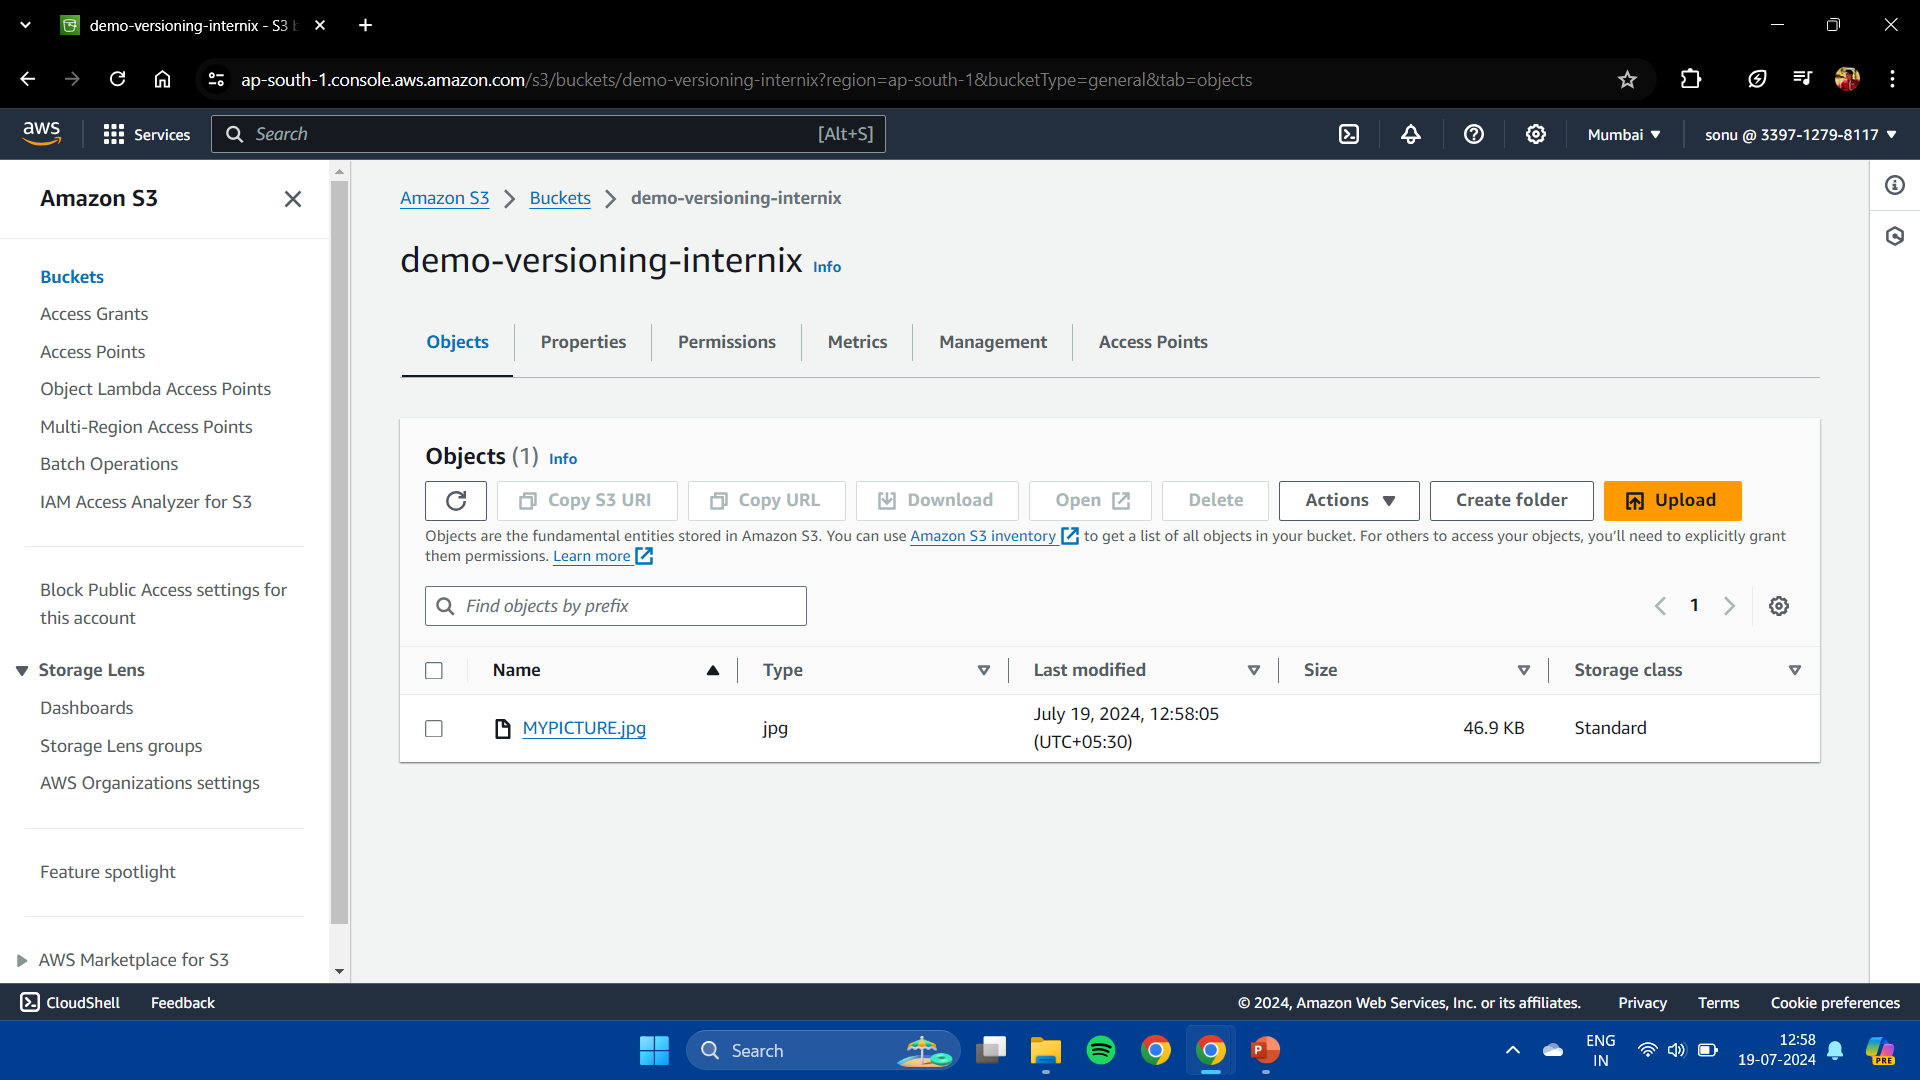 demo-versioning-internix - S3 b
ap-south-1.console.aws.amazon.com/s3/buckets/demo-versioning-internix?region=ap-south-1&bucketType=general&tab=objects
aws
Services
Search
[Alt+S]
Mumbai
sonu @ 3397-1279-8117
Amazon S3
Buckets
Access Grants
Access Points
Object Lambda Access Points
Multi-Region Access Points
Batch Operations
IAM Access Analyzer for S3
Block Public Access settings for
this account
Storage Lens
Dashboards
Storage Lens groups
AWS Organizations settings
Feature spotlight
AWS Marketplace for S3
Amazon S3 > Buckets > demo-versioning-internix
demo-versioning-internix Info
Objects
Properties
Permissions
Metrics
Management
Access Points
Objects (1) Info
Copy S3 URI
Copy URL
Download
Open
Delete
Actions
Create folder
Upload
Objects are the fundamental entities stored in Amazon S3. You can use Amazon S3 inventory to get a list of all objects in your bucket. For others to access your objects, you'll need to explicitly grant
them permissions. Learn more
Find objects by prefix
1
Name
Type
Last modified
Size
Storage class
MYPICTURE.jpg
jpg
July 19, 2024, 12:58:05
(UTC+05:30)
46.9 KB
Standard
CloudShell
Feedback
© 2024, Amazon Web Services, Inc. or its affiliates.
Privacy
Terms
Cookie preferences
Search
P
ENG
IN
12:58
19-07-2024
PRE